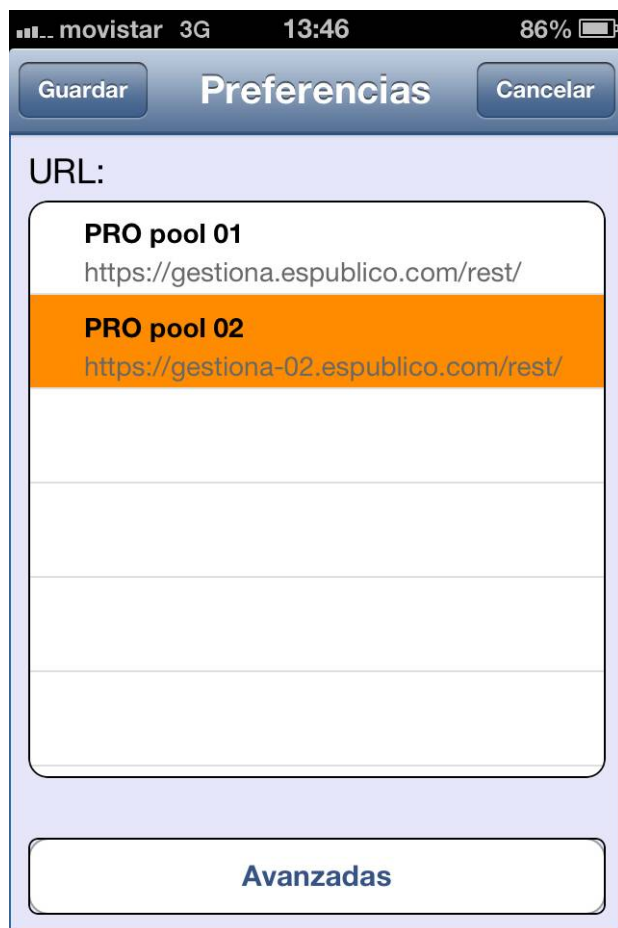 movistar 3G 13:46 86%
Guardar Preferencias Cancelar
URL:
PRO pool 01
https://gestiona.espublico.com/rest/
PRO pool 02
https://gestiona-02.espublico.com/rest/
Avanzadas